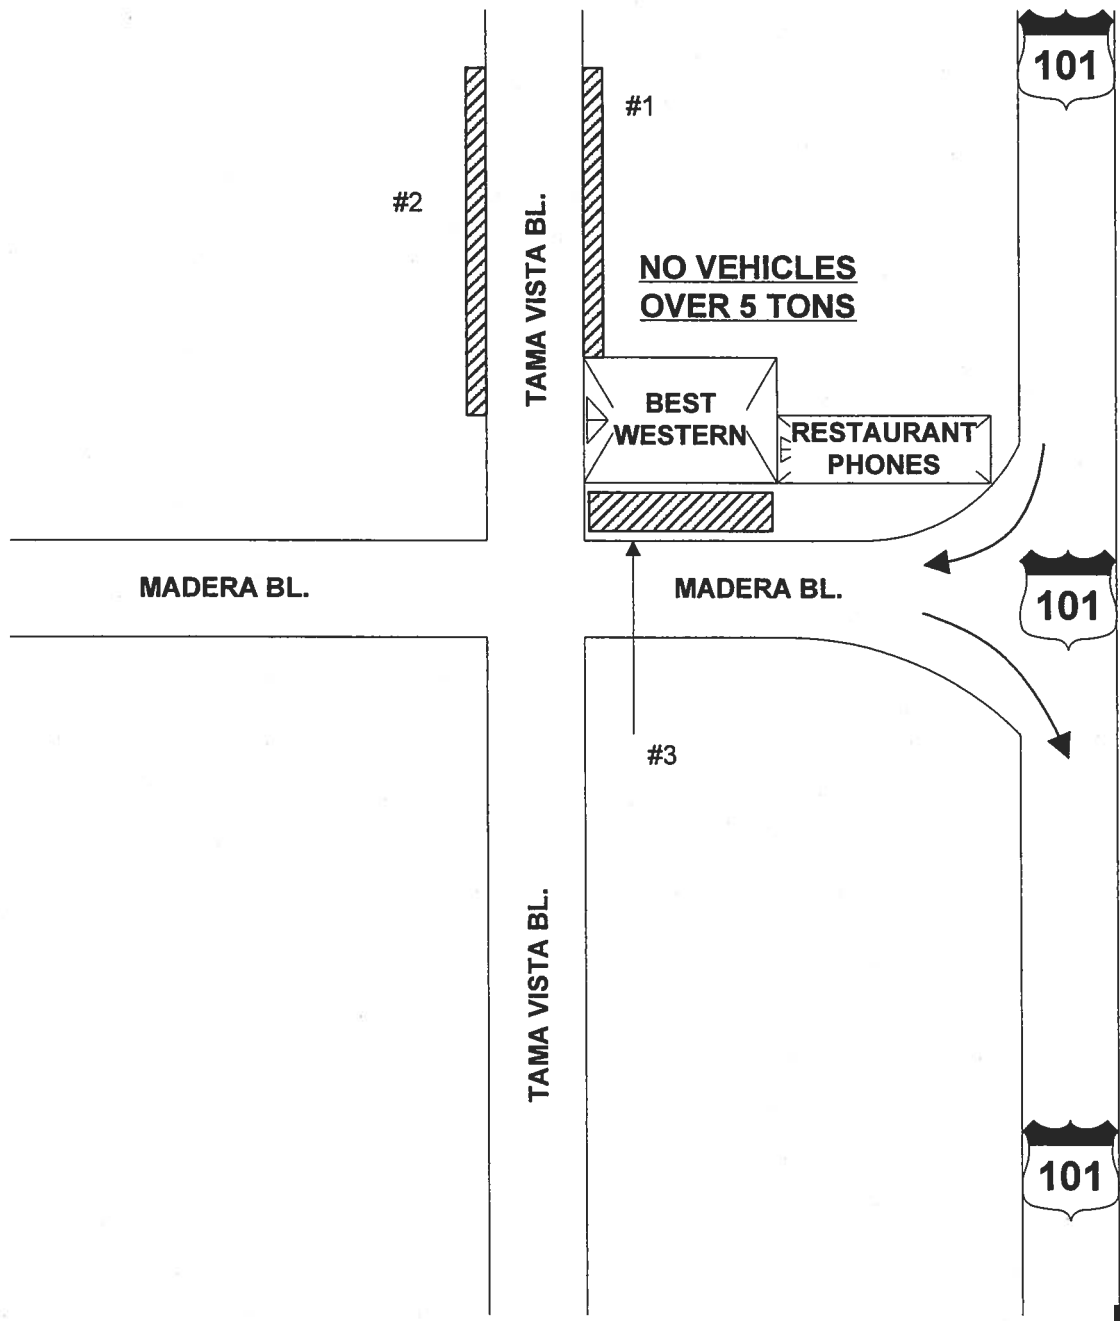 101
#1
#2
TAMA VISTA BL.
NO VEHICLES
OVER 5 TONS
BEST
WESTERN
RESTAURANT
PHONES
MADERA BL.
MADERA BL.
101
#3
TAMA VISTA BL.
101